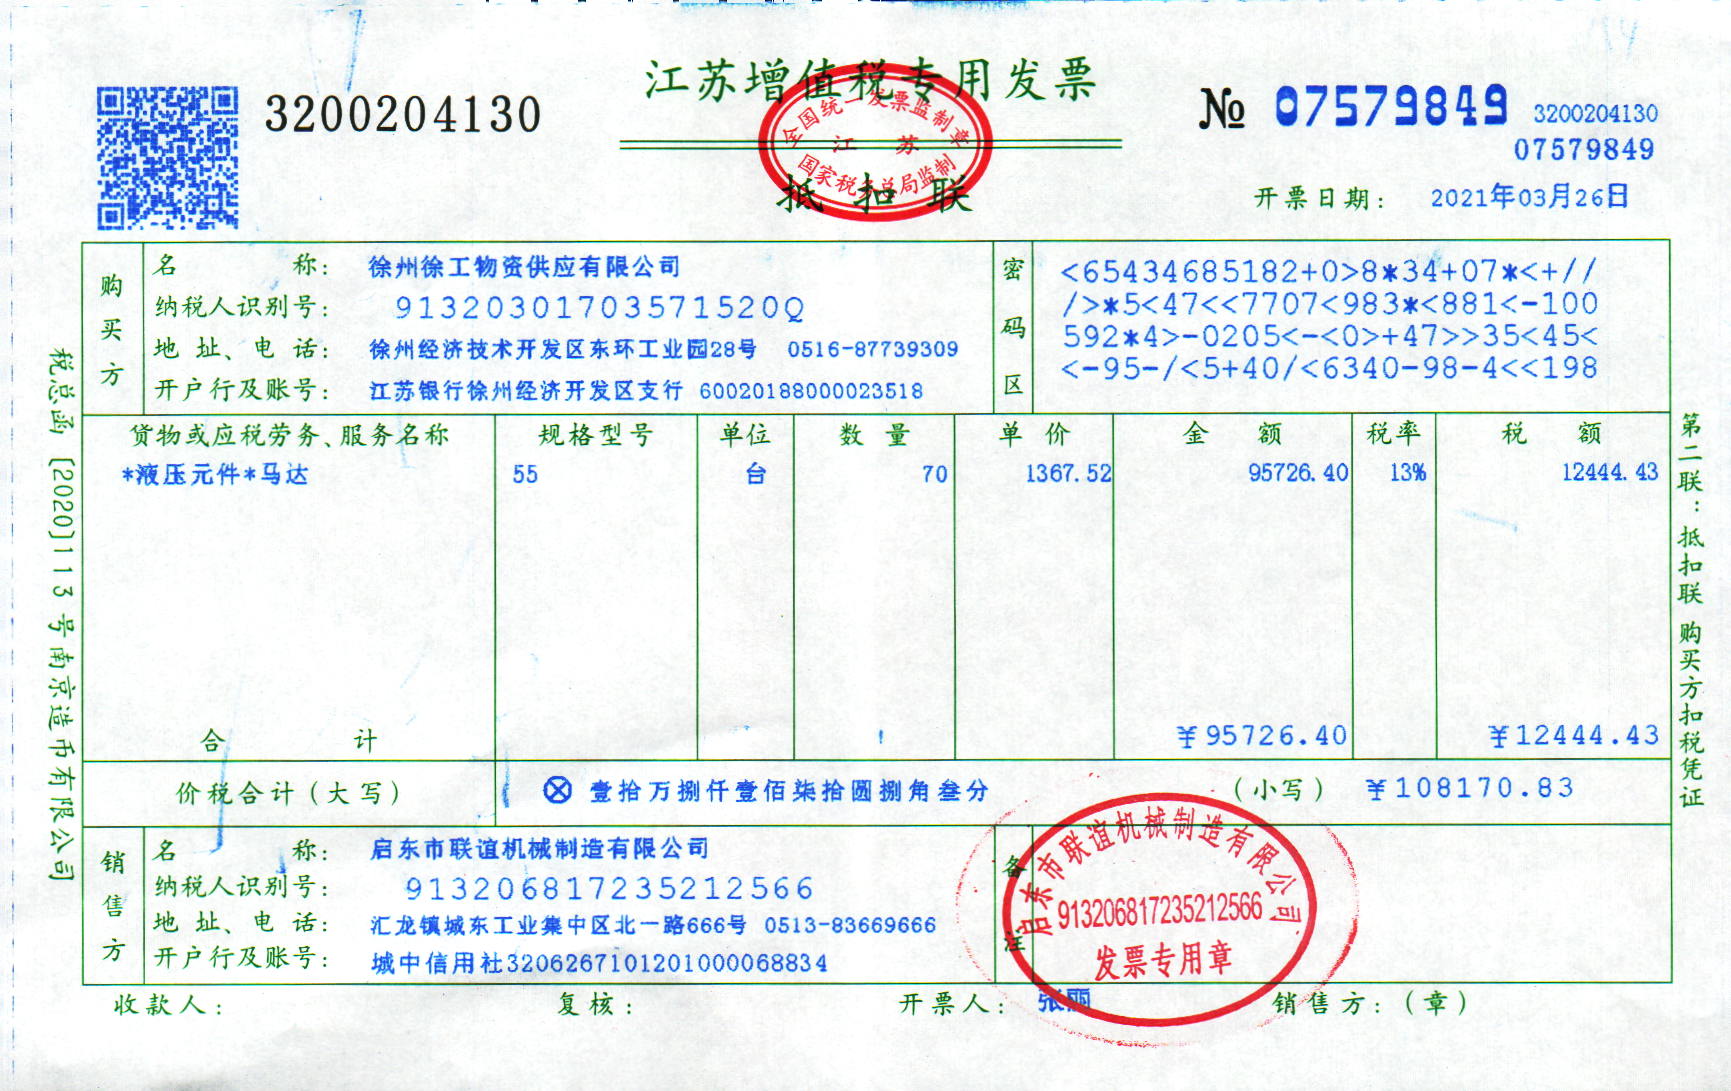 江苏增值税专用发票
3200204130
№ 07579849
3200204130
07579849
全国统一发票监制章
江 苏
国家税务总局监制
抵扣联
开票日期： 2021年03月26日
购买方
名 称： 徐州徐工物资供应有限公司
纳税人识别号： 91320301703571520Q
地 址、电 话： 徐州经济技术开发区东环工业园28号 0516-87739309
开户行及账号： 江苏银行徐州经济开发区支行 60020188000023518
密码区
<65434685182+0>8*34+07*<+//
/>*5<47<<7707<983*<881<-100
592*4>-0205<-<0>+47>>35<45<
<-95-/<5+40/<6340-98-4<<198
货物或应税劳务、服务名称 规格型号 单位 数 量 单 价 金 额 税率 税 额
*液压元件*马达 55 台 70 1367.52 95726.40 13% 12444.43
合 计 ￥95726.40 ￥12444.43
价税合计（大写） ⊗ 壹拾万捌仟壹佰柒拾圆捌角叁分 （小写） ￥108170.83
销售方
名 称： 启东市联谊机械制造有限公司
纳税人识别号： 913206817235212566
地 址、电 话： 汇龙镇城东工业集中区北一路666号 0513-83669666
开户行及账号： 城中信用社3206267101201000068834
备注
启东市联谊机械制造有限公司
913206817235212566
发票专用章
收款人： 复核： 开票人： 张丽 销售方：（章）
税总函〔2020〕113号南京造币有限公司
第二联：抵扣联 购买方扣税凭证